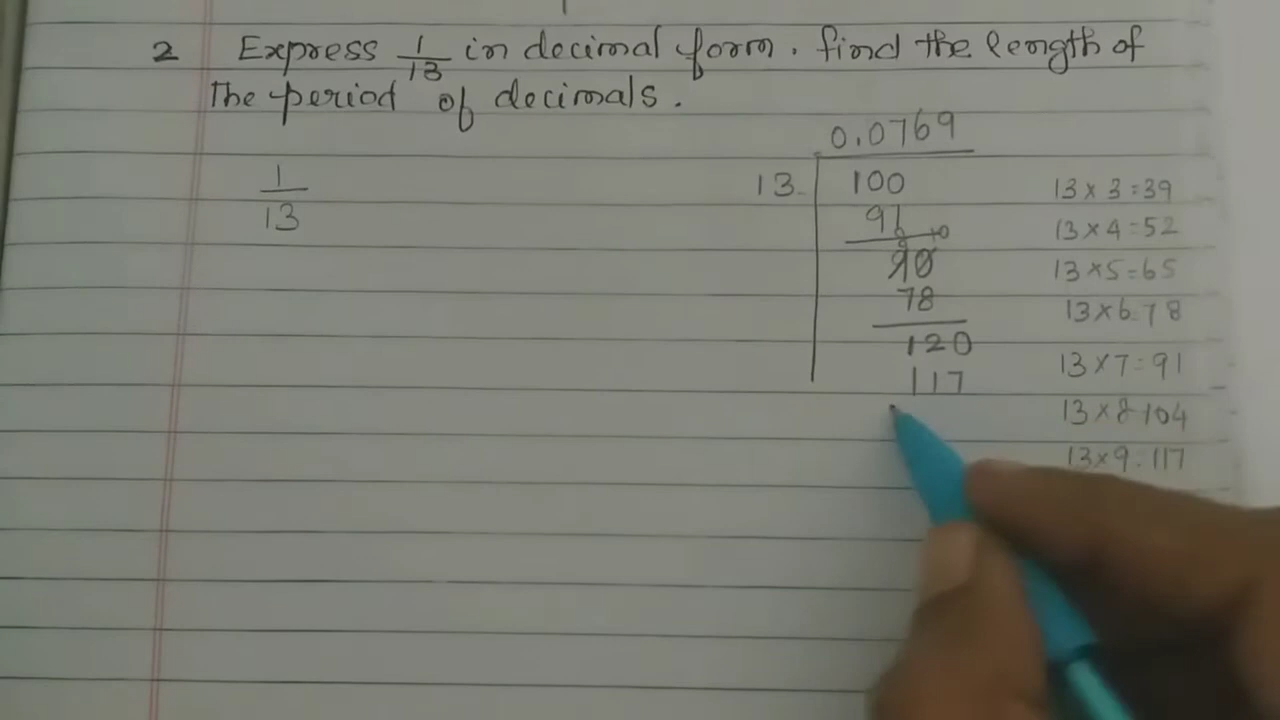 2 Express 1/13 in decimal form. find the length of
The period of decimals.
1/13
0.0769
13 100
91
90
78
120
117
13 x 3 = 39
13 x 4 = 52
13 x 5 = 65
13 x 6 = 78
13 x 7 = 91
13 x 8 104
13 x 9 = 117